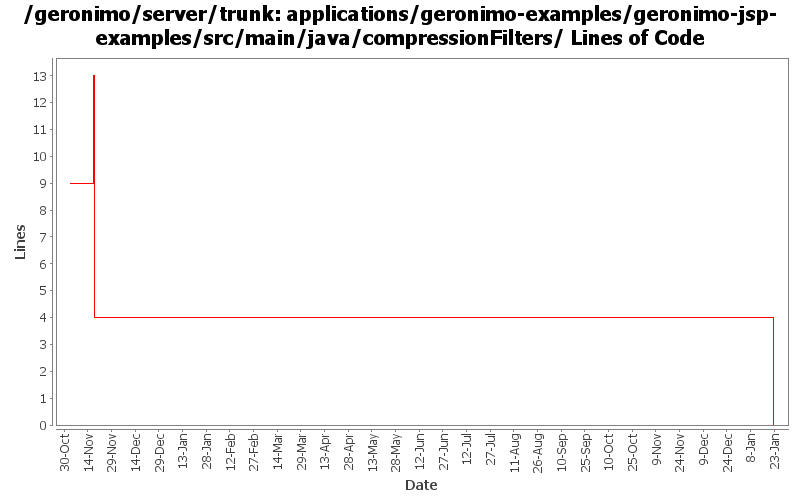 /geronimo/server/trunk: applications/geronimo-examples/geronimo-jsp-
examples/src/main/java/compressionFilters/ Lines of Code
Lines
13
12
11
10
9
8
7
6
5
4
3
2
1
0
30-Oct
14-Nov
29-Nov
14-Dec
29-Dec
13-Jan
28-Jan
12-Feb
27-Feb
14-Mar
29-Mar
13-Apr
28-Apr
13-May
28-May
12-Jun
27-Jun
12-Jul
27-Jul
11-Aug
26-Aug
10-Sep
25-Sep
10-Oct
25-Oct
9-Nov
24-Nov
9-Dec
24-Dec
8-Jan
23-Jan
Date